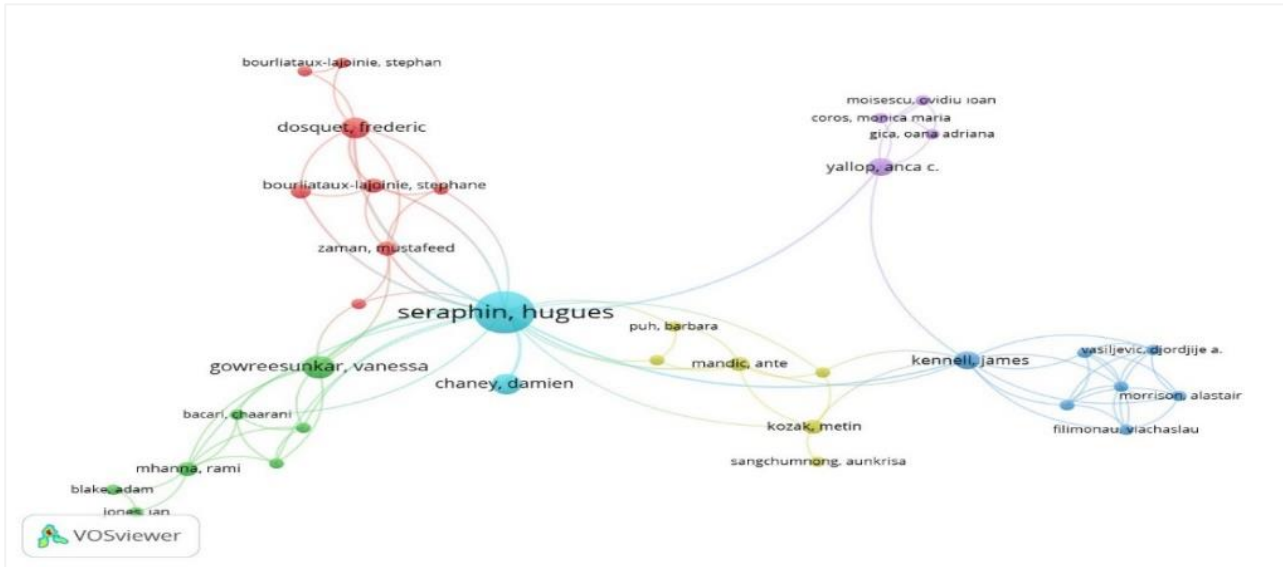 bourliataux-lajoinie, stephan
dosquet, frederic
bourliataux-lajoinie, stephane
zaman, mustafeed
seraphin, hugues
gowreesunkar, vanessa
chaney, damien
bacari, chaarani
mhanna, rami
blake, adam
jones, ian
moisescu, ovidiu ioan
coros, monica maria
gica, oana adriana
yallop, anca c.
puh, barbara
mandic, ante
kozak, metin
sangchumnong, aunkrisa
kennell, james
vasiljevic, djordjije a.
morrison, alastair
filimonau, viachaslau
VOSviewer